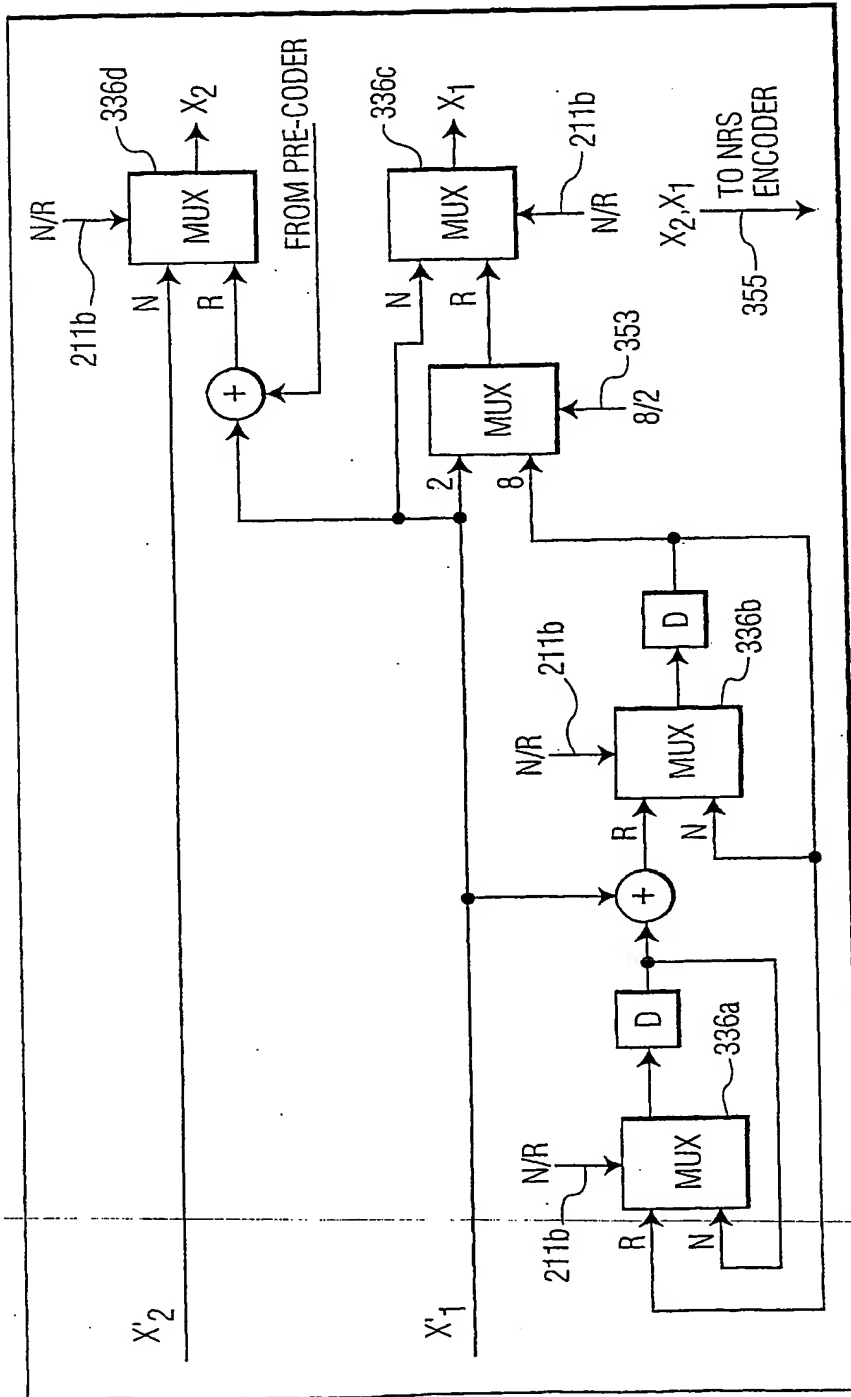 N/R
211b
336d
X'2
N
R
MUX
X2
+
FROM PRE-CODER
336c
MUX
X1
N
R
N/R
211b
X'1
2
8
MUX
353
8/2
X2,X1
TO NRS
ENCODER
355
N/R
211b
R
N
MUX
336a
D
+
N/R
211b
R
N
MUX
336b
D